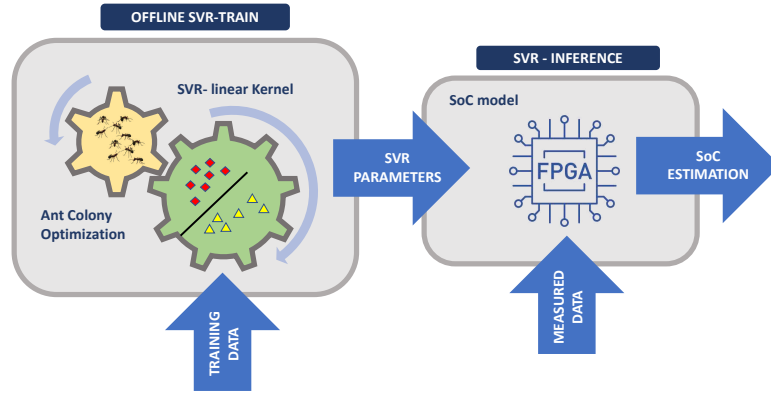 OFFLINE SVR-TRAIN
SVR- linear Kernel
Ant Colony
Optimization
TRAINING
DATA
SVR
PARAMETERS
SVR - INFERENCE
SoC model
FPGA
MEASURED
DATA
SoC
ESTIMATION